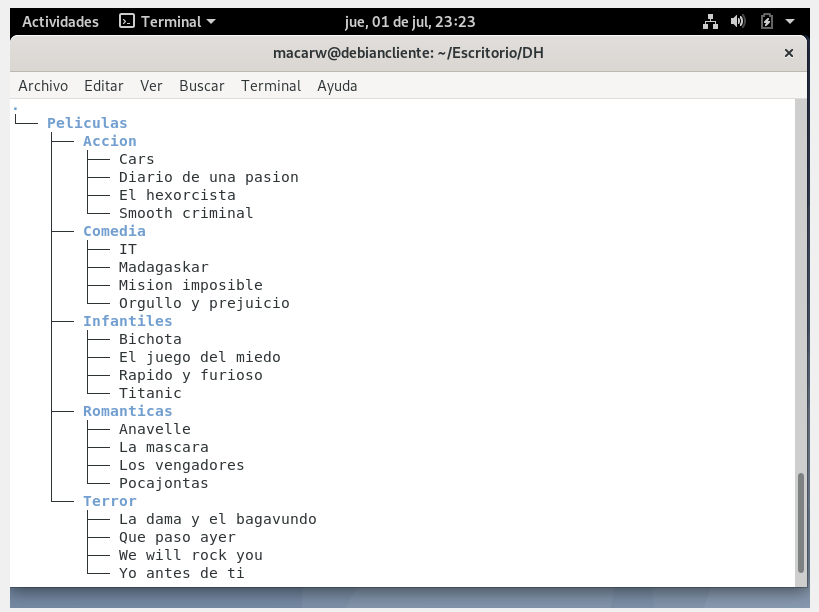 Actividades Terminal jue, 01 de jul, 23:23
macarw@debiancliente: ~/Escritorio/DH ×
Archivo Editar Ver Buscar Terminal Ayuda
.
└── Peliculas
    ├── Accion
    │   ├── Cars
    │   ├── Diario de una pasion
    │   ├── El hexorcista
    │   └── Smooth criminal
    ├── Comedia
    │   ├── IT
    │   ├── Madagaskar
    │   ├── Mision imposible
    │   └── Orgullo y prejuicio
    ├── Infantiles
    │   ├── Bichota
    │   ├── El juego del miedo
    │   ├── Rapido y furioso
    │   └── Titanic
    ├── Romanticas
    │   ├── Anavelle
    │   ├── La mascara
    │   ├── Los vengadores
    │   └── Pocajontas
    └── Terror
        ├── La dama y el bagavundo
        ├── Que paso ayer
        ├── We will rock you
        └── Yo antes de ti